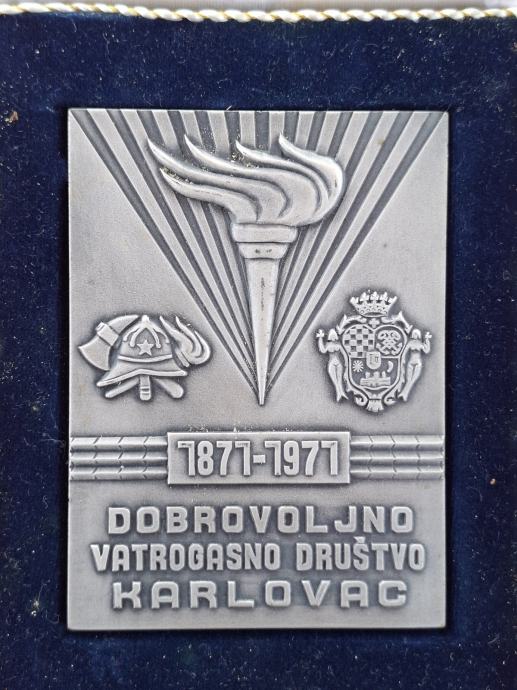 1871-1971
DOBROVOLJNO
VATROGASNO DRUŠTVO
KARLOVAC